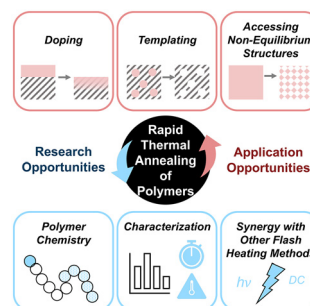 Doping
Templating
Accessing
Non-Equilibrium
Structures
Research
Opportunities
Rapid
Thermal
Annealing
of
Polymers
Application
Opportunities
Polymer
Chemistry
Characterization
Synergy with
Other Flash
Heating Methods
hν
DC